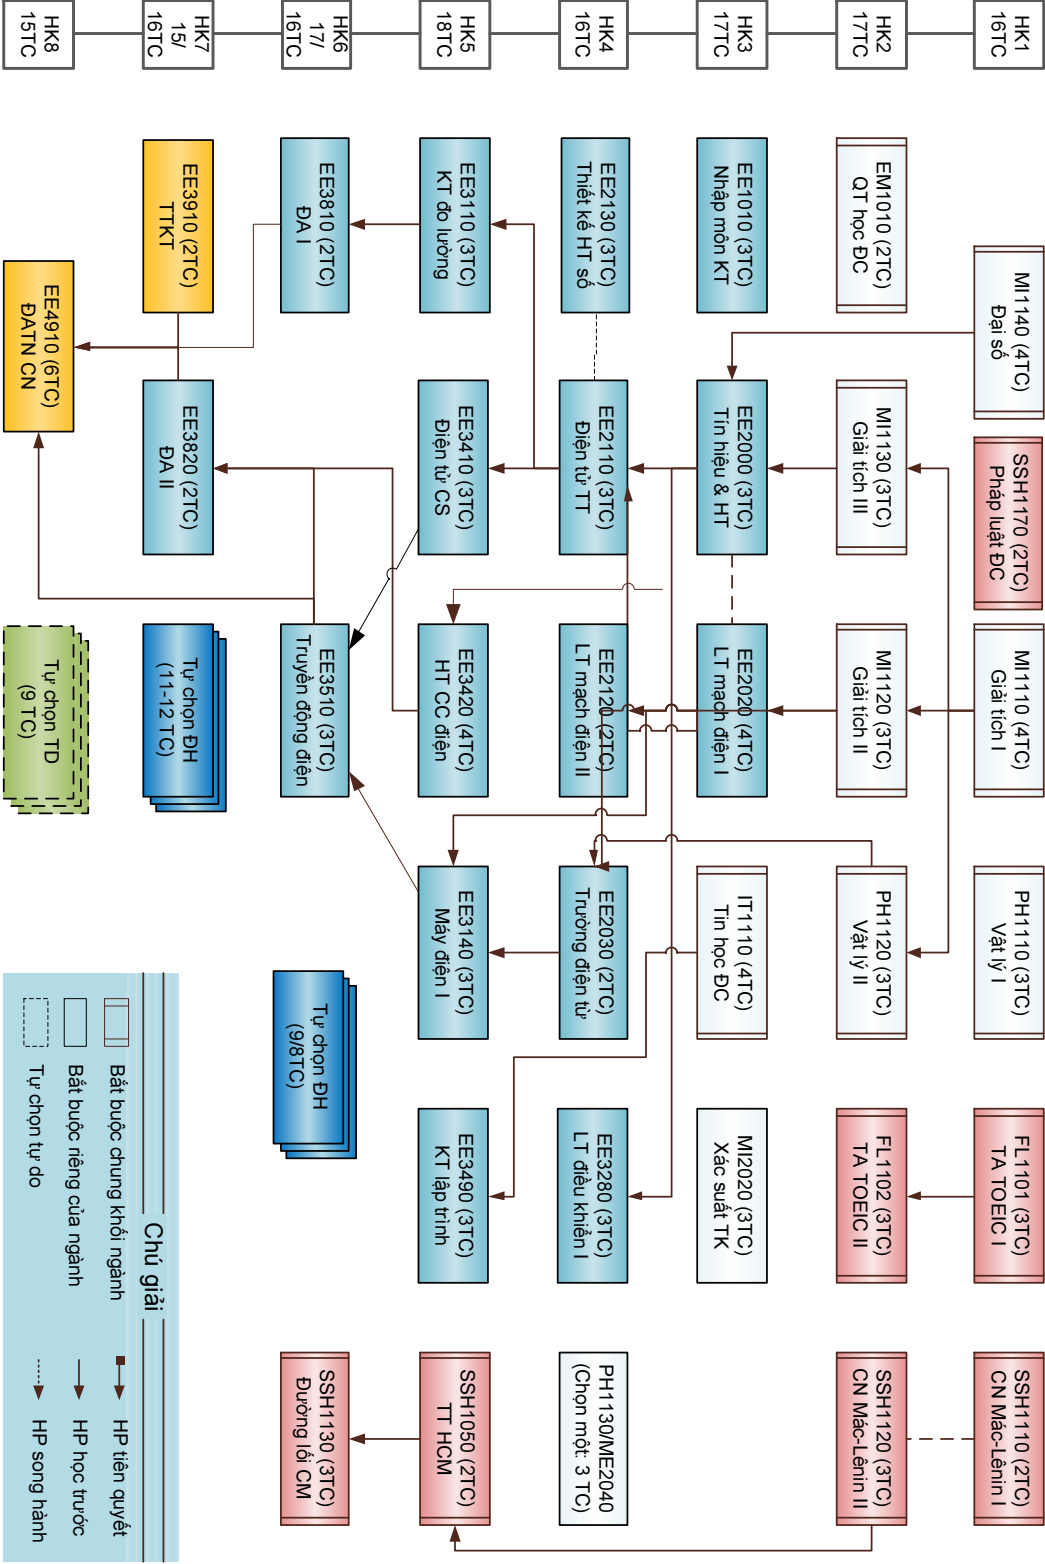 HK1
16TC
MI1140 (4TC)
Đại số
SSH1170 (2TC)
Pháp luật ĐC
MI1110 (4TC)
Giải tích I
PH1110 (3TC)
Vật lý I
FL1101 (3TC)
TA TOEIC I
SSH1110 (2TC)
CN Mác-Lênin I
HK2
17TC
EM1010 (2TC)
QT học ĐC
MI1130 (3TC)
Giải tích III
MI1120 (3TC)
Giải tích II
PH1120 (3TC)
Vật lý II
FL1102 (3TC)
TA TOEIC II
SSH1120 (3TC)
CN Mác-Lênin II
HK3
17TC
EE1010 (3TC)
Nhập môn KT
EE2000 (3TC)
Tín hiệu & HT
EE2020 (4TC)
LT mạch điện I
IT1110 (4TC)
Tin học ĐC
MI2020 (3TC)
Xác suất TK
HK4
16TC
EE2130 (3TC)
Thiết kế HT số
EE2110 (3TC)
Điện tử TT
EE2120 (2TC)
LT mạch điện II
EE2030 (2TC)
Trường điện từ
EE3280 (3TC)
LT điều khiển I
PH1130/ME2040
(Chọn một: 3 TC)
HK5
18TC
EE3110 (3TC)
KT đo lường
EE3410 (3TC)
Điện tử CS
EE3420 (4TC)
HT CC điện
EE3140 (3TC)
Máy điện I
EE3490 (3TC)
KT lập trình
SSH1050 (2TC)
TT HCM
HK6
17/
16TC
EE3810 (2TC)
ĐA I
EE3510 (3TC)
Truyền động điện
Tự chọn ĐH
(9/8TC)
SSH1130 (3TC)
Đường lối CM
HK7
15/
16TC
EE3910 (2TC)
TTKT
EE3820 (2TC)
ĐA II
Tự chọn ĐH
(11-12 TC)
HK8
15TC
EE4910 (6TC)
ĐATN CN
Tự chọn TD
(9 TC)
Chú giải
Bắt buộc chung khối ngành
HP tiên quyết
Bắt buộc riêng của ngành
HP học trước
Tự chọn tự do
HP song hành